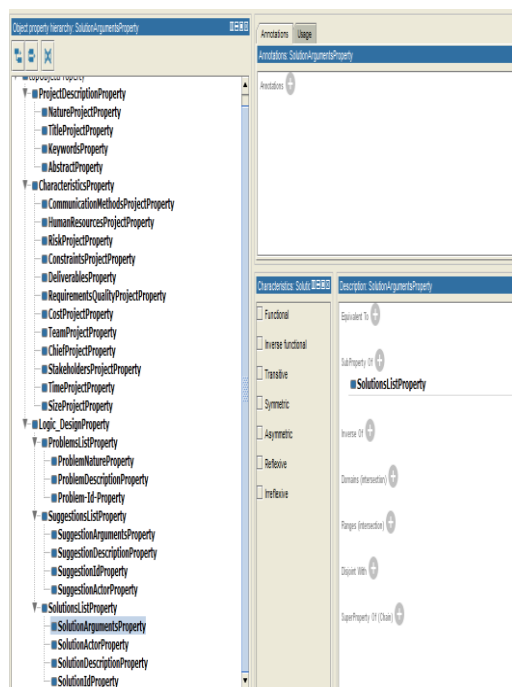 Object property hierarchy: SolutionArgumentsProperty
topObjectProperty
ProjectDescriptionProperty
NatureProjectProperty
TitleProjectProperty
KeywordsProperty
AbstractProperty
CharacteristicsProperty
CommunicationMethodsProjectProperty
HumanResourcesProjectProperty
RiskProjectProperty
ConstraintsProjectProperty
DeliverablesProperty
RequirementsQualityProjectProperty
CostProjectProperty
TeamProjectProperty
ChiefProjectProperty
StakeholdersProjectProperty
TimeProjectProperty
SizeProjectProperty
Logic_DesignProperty
ProblemsListProperty
ProblemNatureProperty
ProblemDescriptionProperty
Problem-Id-Property
SuggestionsListProperty
SuggestionArgumentsProperty
SuggestionDescriptionProperty
SuggestionIdProperty
SuggestionActorProperty
SolutionsListProperty
SolutionArgumentsProperty
SolutionActorProperty
SolutionDescriptionProperty
SolutionIdProperty
Annotations Usage
Annotations: SolutionArgumentsProperty
Annotations
Characteristics: Soluti
Functional
Inverse functional
Transitive
Symmetric
Asymmetric
Reflexive
Irreflexive
Description: SolutionArgumentsProperty
Equivalent To
SubProperty Of
SolutionsListProperty
Inverse Of
Domains (intersection)
Ranges (intersection)
Disjoint With
SuperProperty Of (Chain)